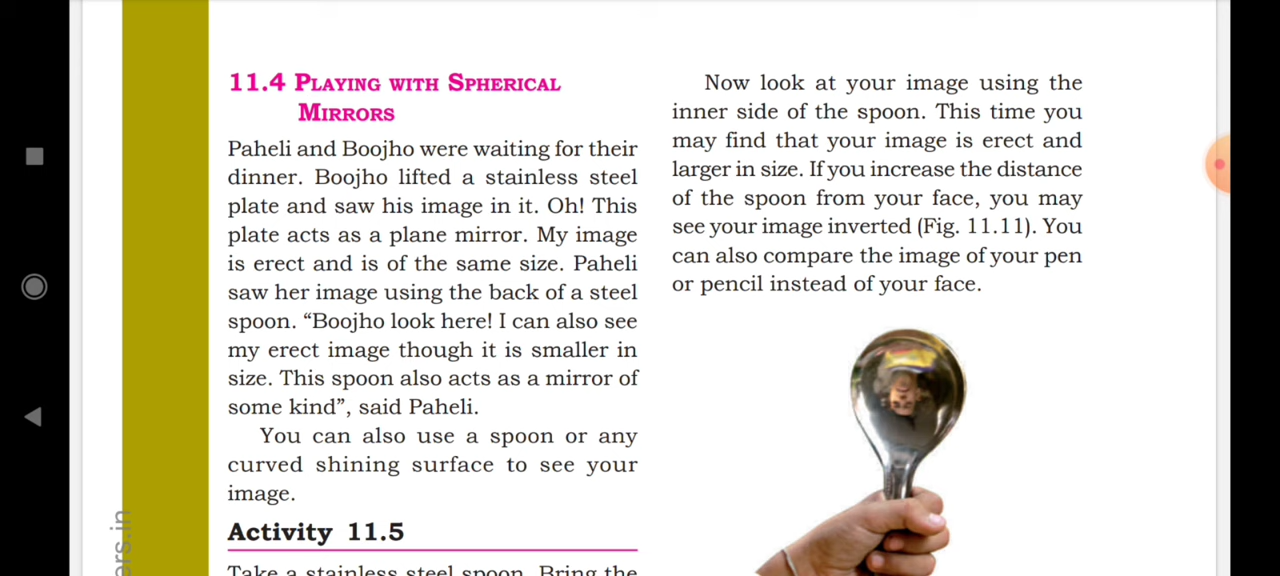 11.4 PLAYING WITH SPHERICAL
MIRRORS
Paheli and Boojho were waiting for their
dinner. Boojho lifted a stainless steel
plate and saw his image in it. Oh! This
plate acts as a plane mirror. My image
is erect and is of the same size. Paheli
saw her image using the back of a steel
spoon. “Boojho look here! I can also see
my erect image though it is smaller in
size. This spoon also acts as a mirror of
some kind”, said Paheli.
You can also use a spoon or any
curved shining surface to see your
image.
Activity 11.5
Take a stainless steel spoon. Bring the
Now look at your image using the
inner side of the spoon. This time you
may find that your image is erect and
larger in size. If you increase the distance
of the spoon from your face, you may
see your image inverted (Fig. 11.11). You
can also compare the image of your pen
or pencil instead of your face.
ers.in